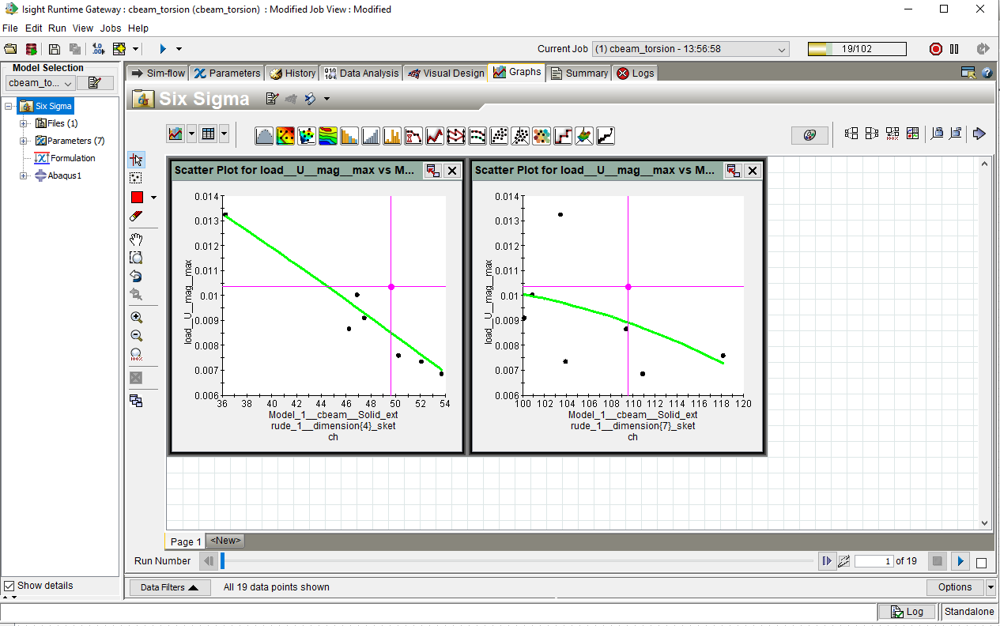 Isight Runtime Gateway : cbeam_torsion (cbeam_torsion) : Modified Job View : Modified
File Edit Run View Jobs Help
Current Job (1) cbeam_torsion - 13:56:58 19/102
Model Selection
cbeam_to...
Sim-flow Parameters History Data Analysis Visual Design Graphs Summary Logs
Six Sigma
Six Sigma
Files (1)
Parameters (7)
Formulation
Abaqus1
Scatter Plot for load__U__mag__max vs M...
0.014
0.013
0.012
0.011
0.01
0.009
0.008
0.007
0.006
load__U__mag__max
36 38 40 42 44 46 48 50 52 54
Model_1__cbeam__Solid_ext
rude_1__dimension{4}_sket
ch
Scatter Plot for load__U__mag__max vs M...
0.014
0.013
0.012
0.011
0.01
0.009
0.008
0.007
0.006
load__U__mag__max
100 102 104 106 108 110 112 114 116 118 120
Model_1__cbeam__Solid_ext
rude_1__dimension{7}_sket
ch
Page 1 <New>
Run Number 1 of 19
Show details
Data Filters All 19 data points shown Options
Log Standalone